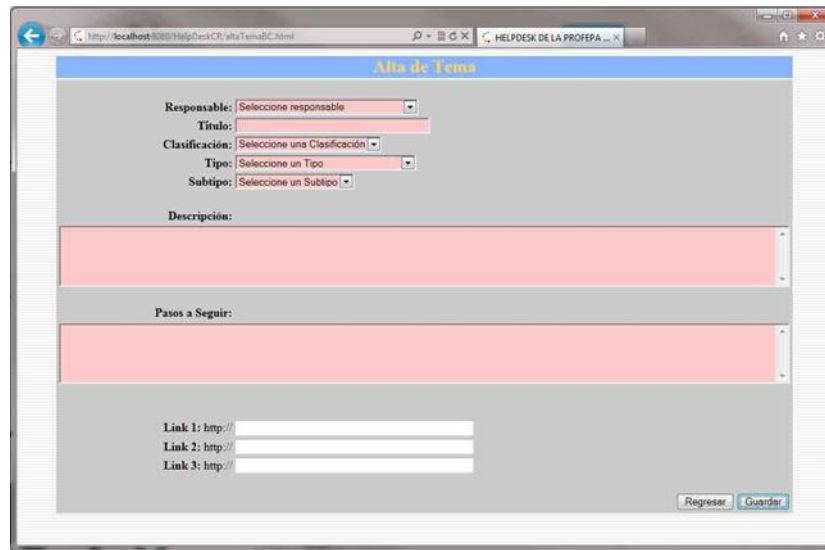 http://localhost:8080/HelpDeskCR/altaTemaBC.html
HELPDESK DE LA PROFEPA ...
Alta de Tema
Responsable: Seleccione responsable
Título:
Clasificación: Seleccione una Clasificación
Tipo: Seleccione un Tipo
Subtipo: Seleccione un Subtipo
Descripción:
Pasos a Seguir:
Link 1: http://
Link 2: http://
Link 3: http://
Regresar Guardar